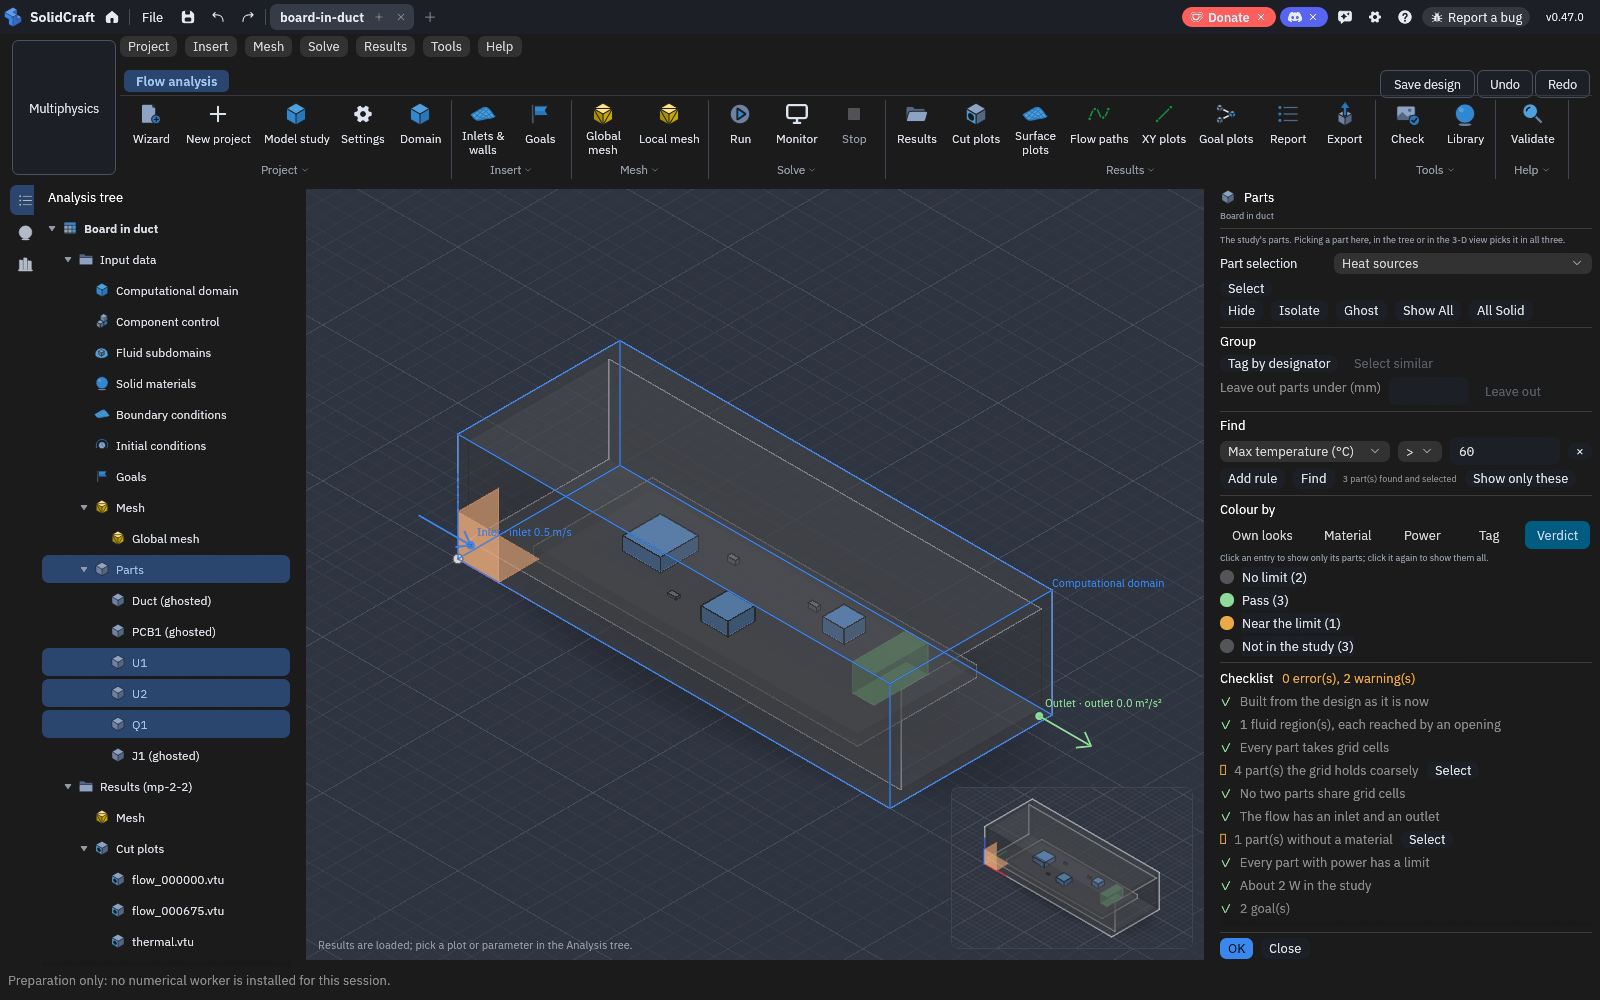 SolidCraft
File
board-in-duct
Donate
Report a bug
v0.47.0
Multiphysics
Project
Insert
Mesh
Solve
Results
Tools
Help
Flow analysis
Save design
Undo
Redo
Wizard
New project
Model study
Settings
Domain
Inlets &
walls
Goals
Global
mesh
Local mesh
Run
Monitor
Stop
Results
Cut plots
Surface
plots
Flow paths
XY plots
Goal plots
Report
Export
Check
Library
Validate
Project
Insert
Mesh
Solve
Results
Tools
Help
Analysis tree
Board in duct
Input data
Computational domain
Component control
Fluid subdomains
Solid materials
Boundary conditions
Initial conditions
Goals
Mesh
Global mesh
Parts
Duct (ghosted)
PCB1 (ghosted)
U1
U2
Q1
J1 (ghosted)
Results (mp-2-2)
Mesh
Cut plots
flow_000000.vtu
flow_000675.vtu
thermal.vtu
Inlet · inlet 0.5 m/s
Computational domain
Outlet · outlet 0.0 m²/s²
Results are loaded; pick a plot or parameter in the Analysis tree.
Parts
Board in duct
The study's parts. Picking a part here, in the tree or in the 3-D view picks it in all three.
Part selection
Heat sources
Select
Hide
Isolate
Ghost
Show All
All Solid
Group
Tag by designator
Select similar
Leave out parts under (mm)
Leave out
Find
Max temperature (°C)
>
60
×
Add rule
Find
3 part(s) found and selected
Show only these
Colour by
Own looks
Material
Power
Tag
Verdict
Click an entry to show only its parts; click it again to show them all.
No limit (2)
Pass (3)
Near the limit (1)
Not in the study (3)
Checklist
0 error(s), 2 warning(s)
Built from the design as it is now
1 fluid region(s), each reached by an opening
Every part takes grid cells
4 part(s) the grid holds coarsely
Select
No two parts share grid cells
The flow has an inlet and an outlet
1 part(s) without a material
Select
Every part with power has a limit
About 2 W in the study
2 goal(s)
OK
Close
Preparation only: no numerical worker is installed for this session.